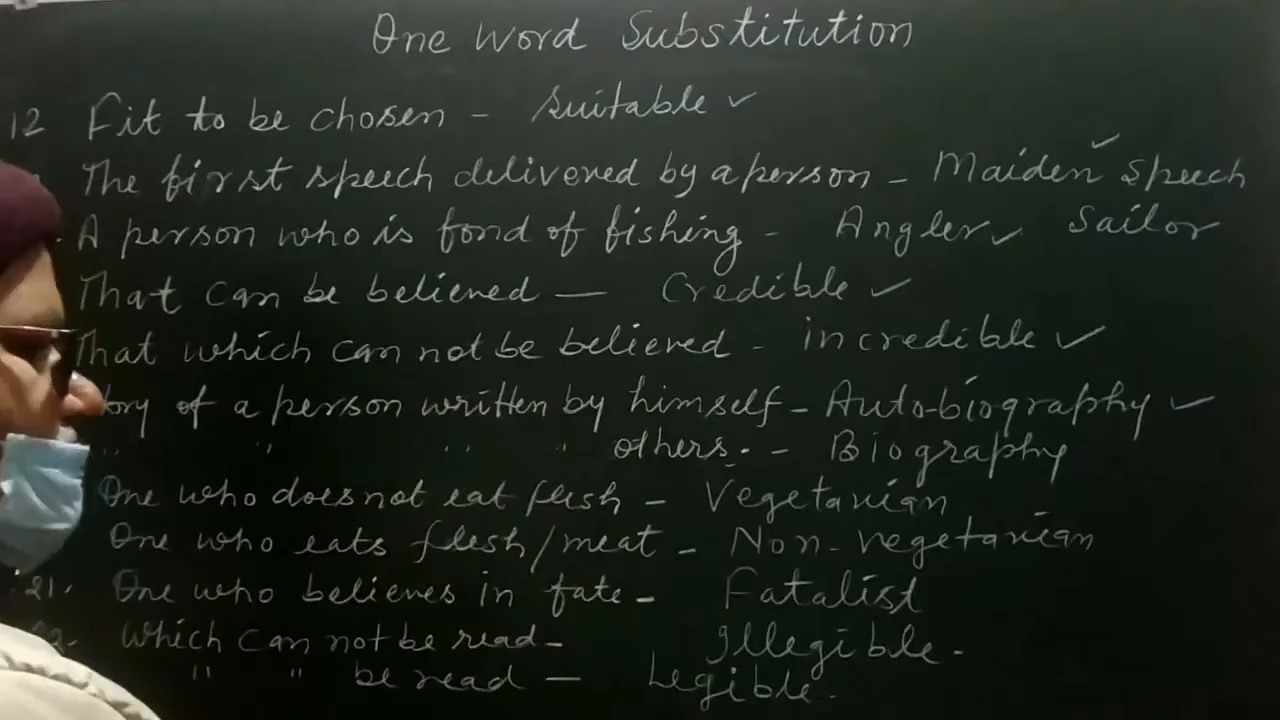 One Word Substitution
12 Fit to be chosen - Suitable ✓
The first speech delivered by a person - Maiden ✓ Speech
. A person who is fond of fishing - Angler ✓ Sailor
That can be believed — Credible ✓
That which can not be believed - incredible ✓
tory of a person written by himself - Auto-biography ✓
" " " " others. - Biography
One who does not eat flesh - Vegetarian
One who eats flesh/meat - Non-vegetarian
21. One who believes in fate - Fatalist
Which can not be read - Illegible.
" " be read — Legible.